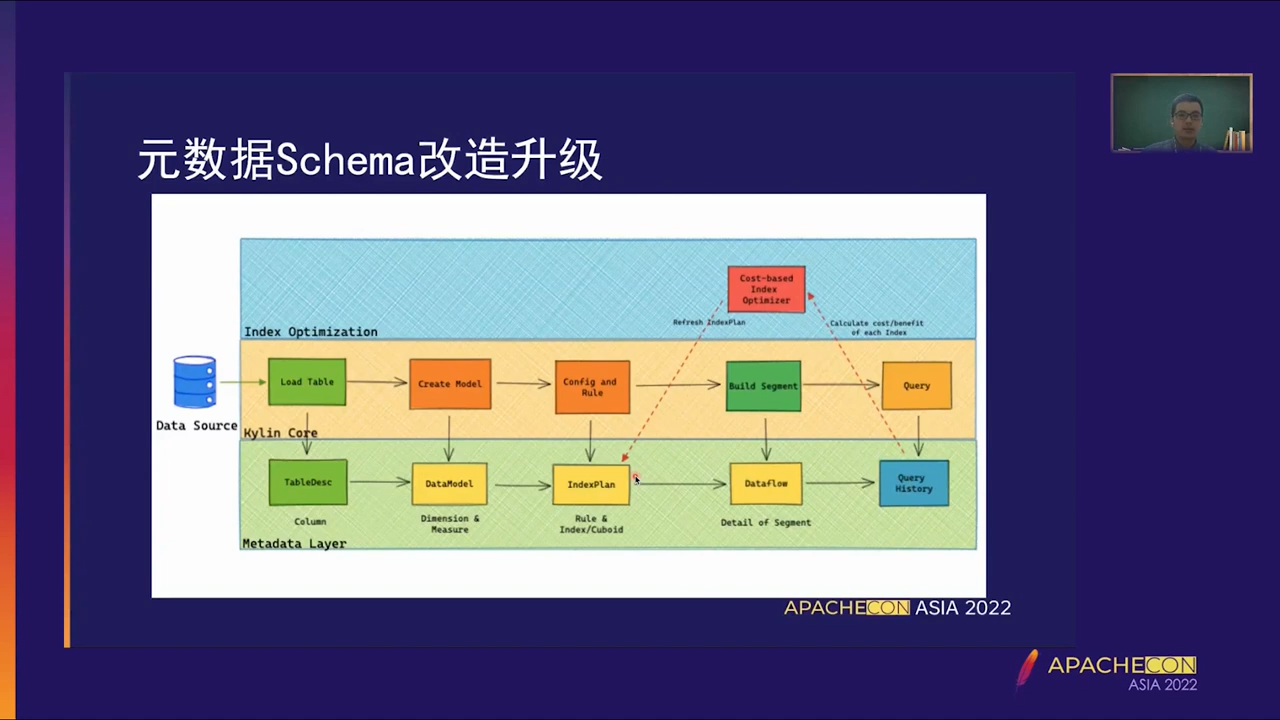 元数据Schema改造升级
Cost-based
Index
Optimizer
Refresh IndexPlan
Calculate cost/benefit
of each Index
Index Optimization
Data Source
Load Table
Create Model
Config and
Rule
Build Segment
Query
Kylin Core
TableDesc
DataModel
IndexPlan
Dataflow
Query
History
Column
Dimension &
Measure
Rule &
Index/Cuboid
Detail of Segment
Metadata Layer
APACHECON ASIA 2022
APACHECON
ASIA 2022